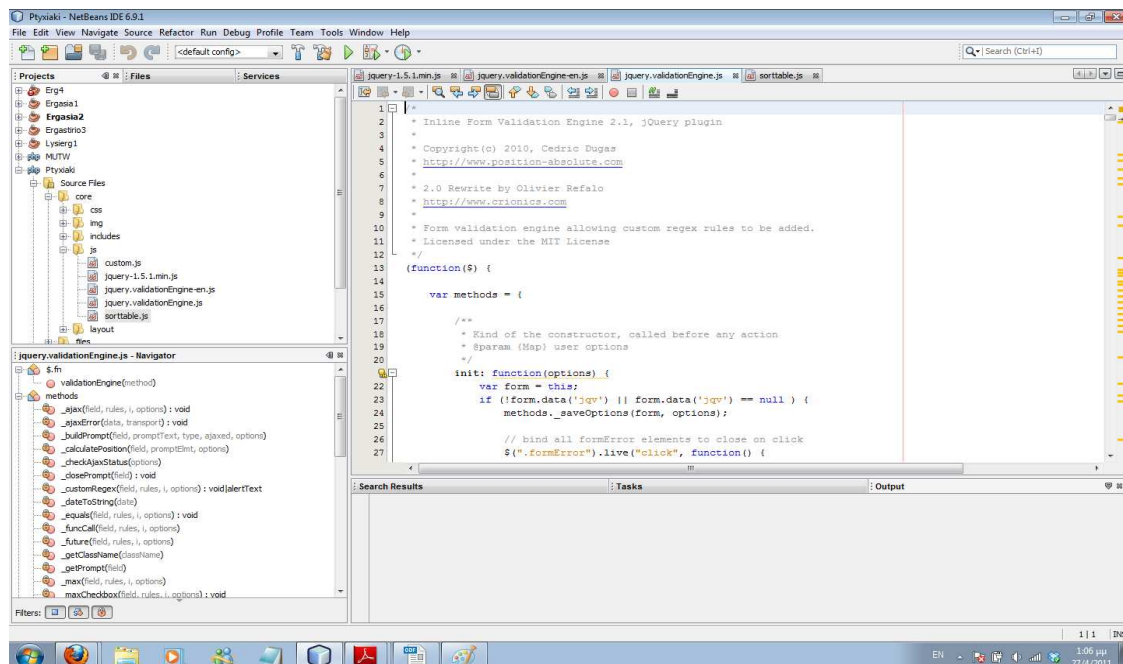 Ptyxiaki - NetBeans IDE 6.9.1
File Edit View Navigate Source Refactor Run Debug Profile Team Tools Window Help
<default config>
Search (Ctrl+I)
Projects Files Services
Erg4
Ergasia1
Ergasia2
Ergastirio3
Lysierg1
MUTW
Ptyxiaki
Source Files
core
css
img
includes
js
custom.js
jquery-1.5.1.min.js
jquery.validationEngine-en.js
jquery.validationEngine.js
sorttable.js
layout
files
jquery.validationEngine.js - Navigator
$.fn
validationEngine(method)
methods
_ajax(field, rules, i, options) : void
_ajaxError(data, transport) : void
_buildPrompt(field, promptText, type, ajaxed, options)
_calculatePosition(field, promptElmt, options)
_checkAjaxStatus(options)
_closePrompt(field) : void
_customRegex(field, rules, i, options) : void|alertText
_dateToString(date)
_equals(field, rules, i, options) : void
_funcCall(field, rules, i, options)
_future(field, rules, i, options)
_getClassName(className)
_getPrompt(field)
_max(field, rules, i, options)
_maxCheckbox(field, rules, i, options) : void
Filters:
jquery-1.5.1.min.js jquery.validationEngine-en.js jquery.validationEngine.js sorttable.js
1 /*
2 * Inline Form Validation Engine 2.1, jQuery plugin
3 *
4 * Copyright(c) 2010, Cedric Dugas
5 * http://www.position-absolute.com
6 *
7 * 2.0 Rewrite by Olivier Refalo
8 * http://www.crionics.com
9 *
10 * Form validation engine allowing custom regex rules to be added.
11 * Licensed under the MIT License
12 */
13 (function($) {
14
15 var methods = {
16
17 /**
18 * Kind of the constructor, called before any action
19 * @param {Map} user options
20 */
init: function(options) {
22 var form = this;
23 if (!form.data('jqv') || form.data('jqv') == null ) {
24 methods._saveOptions(form, options);
25
26 // bind all formError elements to close on click
27 $(".formError").live("click", function() {
Search Results Tasks Output
1|1 IN
EN 1:06 μμ
27/4/2011